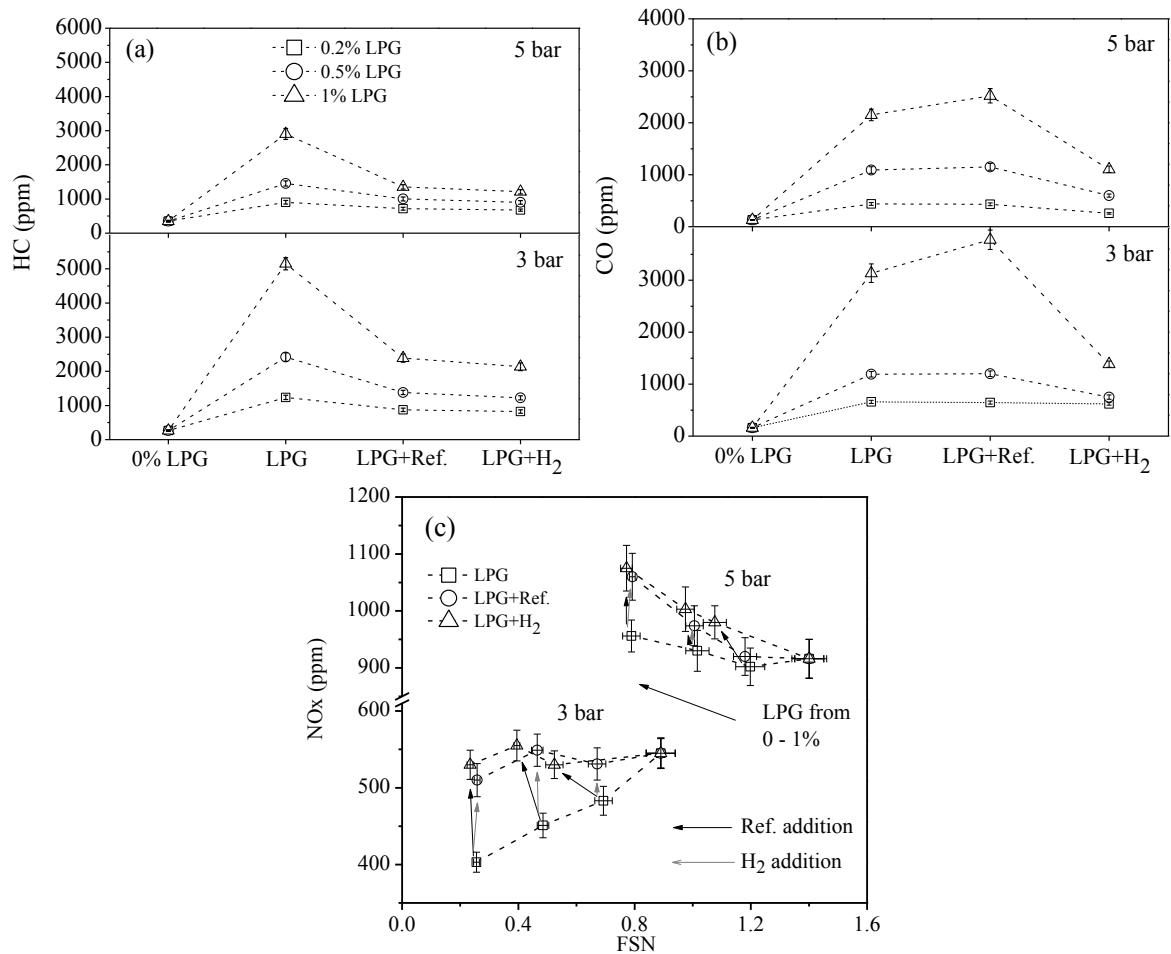 (a)
5 bar
0.2% LPG
0.5% LPG
1% LPG
6000
5000
4000
3000
2000
1000
0
HC (ppm)
3 bar
5000
4000
3000
2000
1000
0
0% LPG LPG LPG+Ref. LPG+H2
(b)
5 bar
4000
3000
2000
1000
0
CO (ppm)
3 bar
3000
2000
1000
0
0% LPG LPG LPG+Ref. LPG+H2
(c)
LPG
LPG+Ref.
LPG+H2
5 bar
1200
1100
1000
900
600
500
400
NOx (ppm)
3 bar
LPG from
0 - 1%
Ref. addition
H2 addition
0.0 0.4 0.8 1.2 1.6
FSN